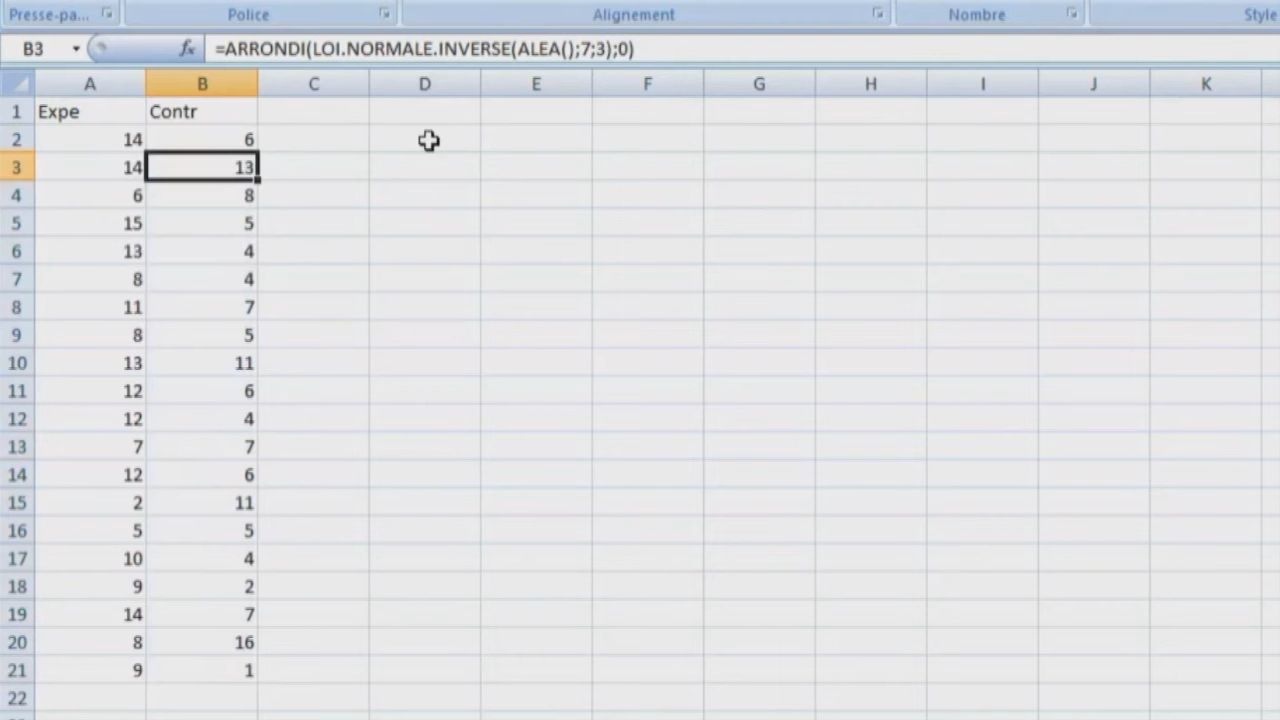 Presse-pa... Police Alignement Nombre Style
B3 fx =ARRONDI(LOI.NORMALE.INVERSE(ALEA();7;3);0)
A B C D E F G H I J K
1 Expe Contr
2 14 6
3 14 13
4 6 8
5 15 5
6 13 4
7 8 4
8 11 7
9 8 5
10 13 11
11 12 6
12 12 4
13 7 7
14 12 6
15 2 11
16 5 5
17 10 4
18 9 2
19 14 7
20 8 16
21 9 1
22